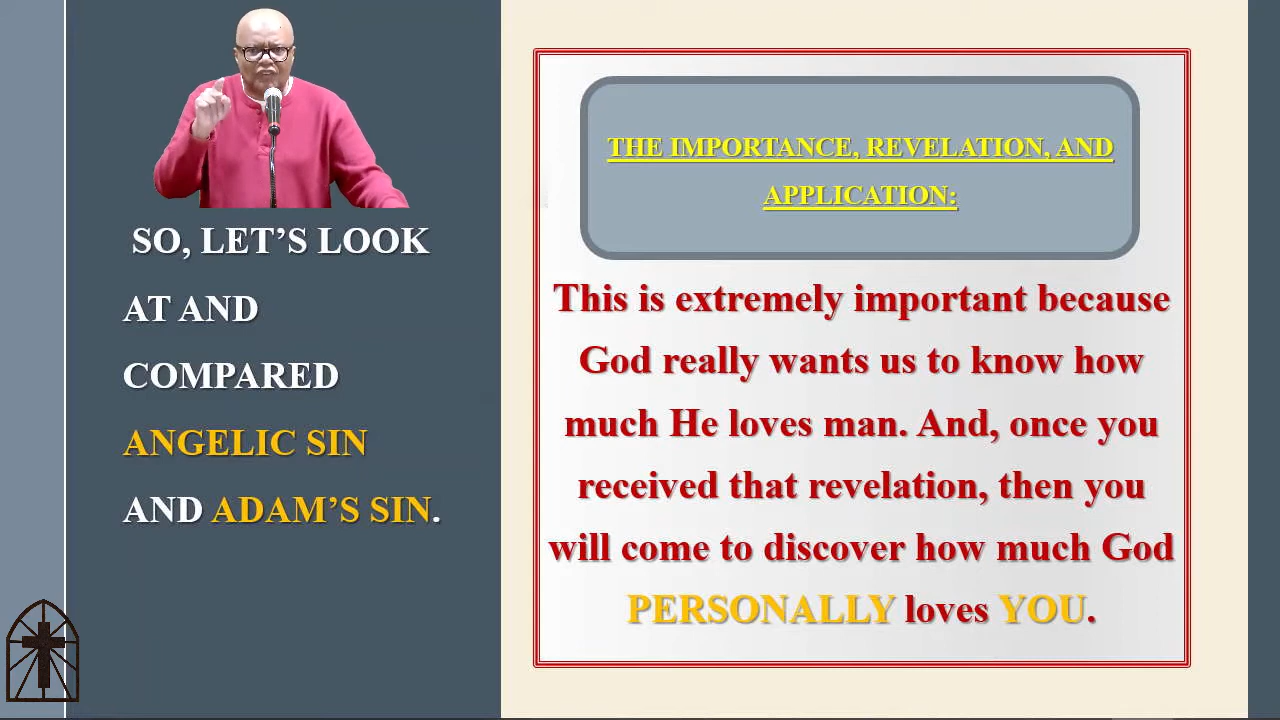 SO, LET’S LOOK
AT AND
COMPARED
ANGELIC SIN
AND ADAM’S SIN.
THE IMPORTANCE, REVELATION, AND
APPLICATION:
This is extremely important because
God really wants us to know how
much He loves man. And, once you
received that revelation, then you
will come to discover how much God
PERSONALLY loves YOU.